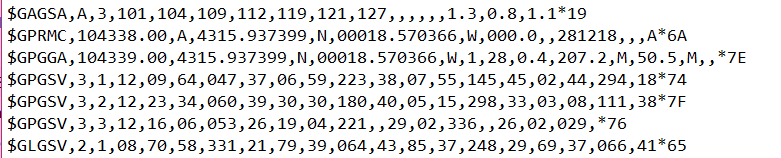 $GAGSA,A,3,101,104,109,112,119,121,127,,,,,,1.3,0.8,1.1*19
$GPRMC,104338.00,A,4315.937399,N,00018.570366,W,000.0,,281218,,,A*6A
$GPGGA,104339.00,4315.937399,N,00018.570366,W,1,28,0.4,207.2,M,50.5,M,,*7E
$GPGSV,3,1,12,09,64,047,37,06,59,223,38,07,55,145,45,02,44,294,18*74
$GPGSV,3,2,12,23,34,060,39,30,30,180,40,05,15,298,33,03,08,111,38*7F
$GPGSV,3,3,12,16,06,053,26,19,04,221,,29,02,336,,26,02,029,*76
$GLGSV,2,1,08,70,58,331,21,79,39,064,43,85,37,248,29,69,37,066,41*65